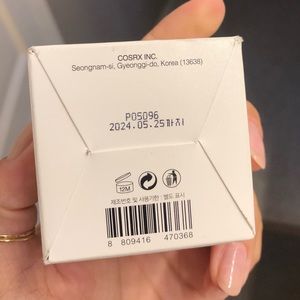 COSRX INC.
Seongnam-si, Gyeonggi-do, Korea (13638)
P05096
2024.05.25까지
12M
제조번호 및 사용기한 : 별도 표시
8 809416 470368